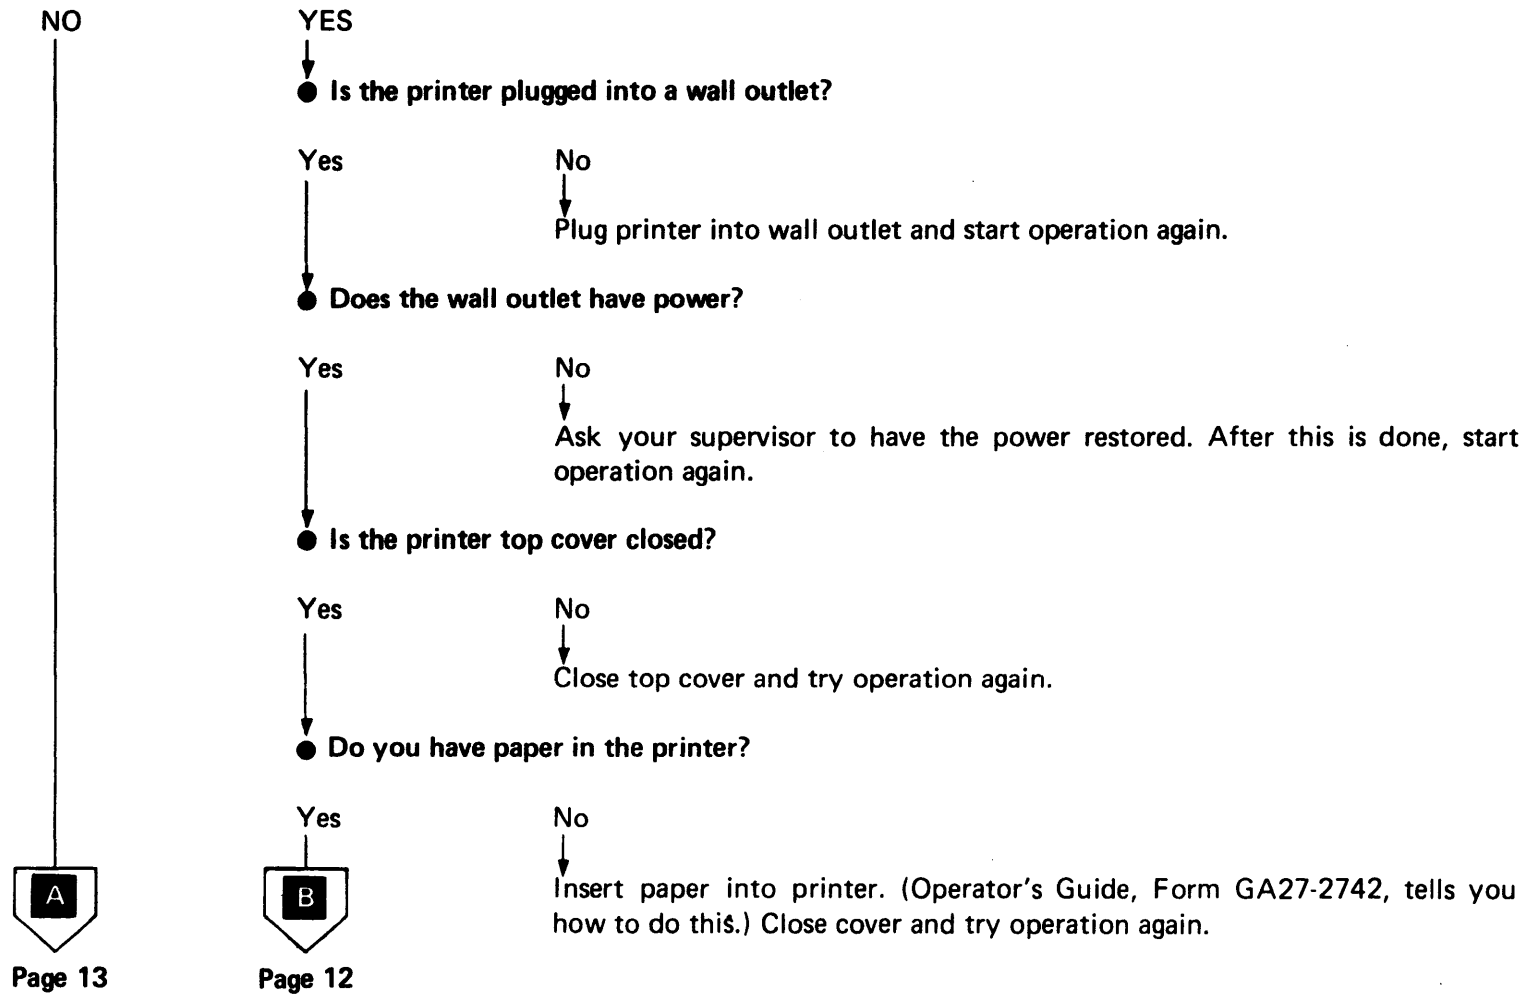 NO YES
Is the printer plugged into a wall outlet?
Yes No
Plug printer into wall outlet and start operation again.
Does the wall outlet have power?
Yes No
Ask your supervisor to have the power restored. After this is done, start
operation again.
Is the printer top cover closed?
Yes No
Close top cover and try operation again.
Do you have paper in the printer?
Yes No
Insert paper into printer. (Operator's Guide, Form GA27-2742, tells you
how to do this.) Close cover and try operation again.
A B
Page 13 Page 12